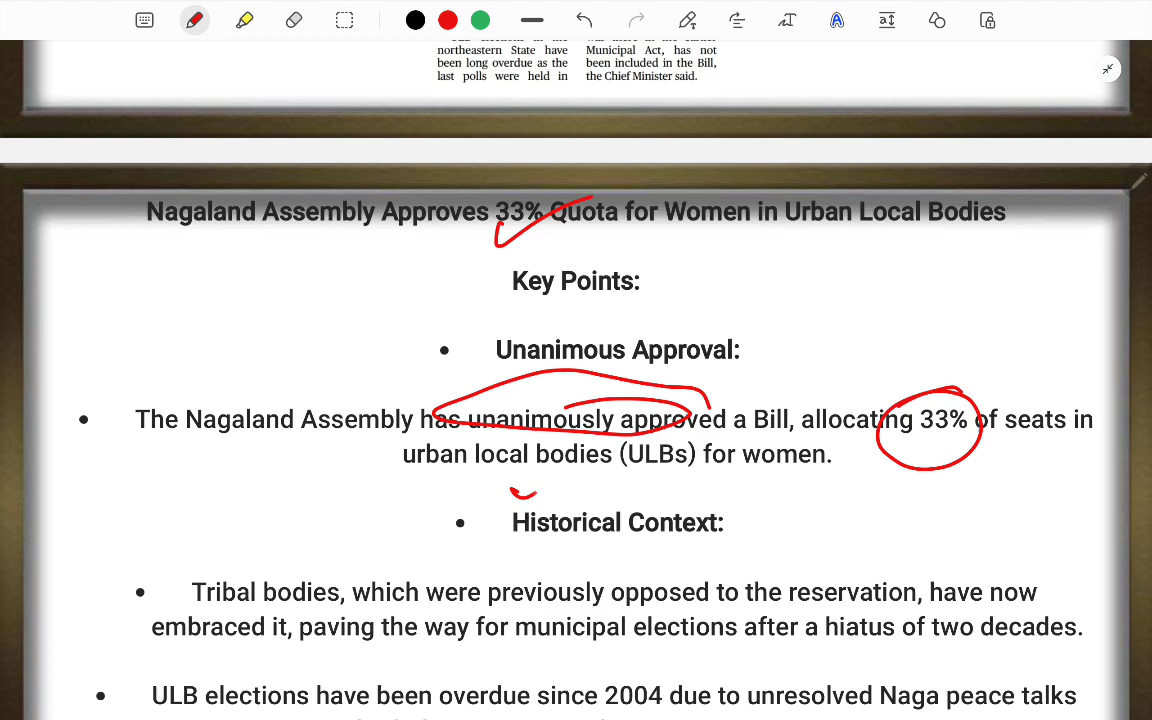 northeastern State have
been long overdue as the
last polls were held in
Municipal Act, has not
been included in the Bill,
the Chief Minister said.
Nagaland Assembly Approves 33% Quota for Women in Urban Local Bodies
Key Points:
• Unanimous Approval:
• The Nagaland Assembly has unanimously approved a Bill, allocating 33% of seats in
urban local bodies (ULBs) for women.
• Historical Context:
• Tribal bodies, which were previously opposed to the reservation, have now
embraced it, paving the way for municipal elections after a hiatus of two decades.
• ULB elections have been overdue since 2004 due to unresolved Naga peace talks